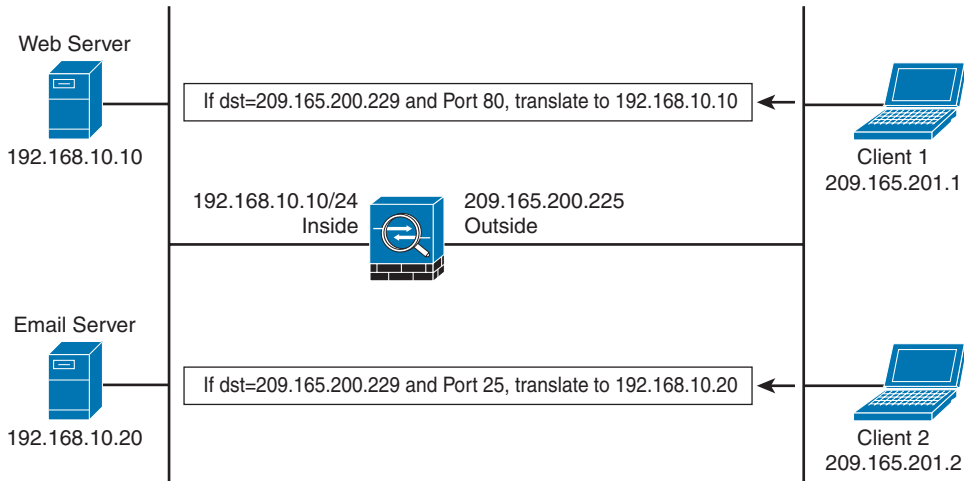 Web Server
192.168.10.10
If dst=209.165.200.229 and Port 80, translate to 192.168.10.10
Client 1
209.165.201.1
192.168.10.10/24
Inside
209.165.200.225
Outside
Email Server
192.168.10.20
If dst=209.165.200.229 and Port 25, translate to 192.168.10.20
Client 2
209.165.201.2